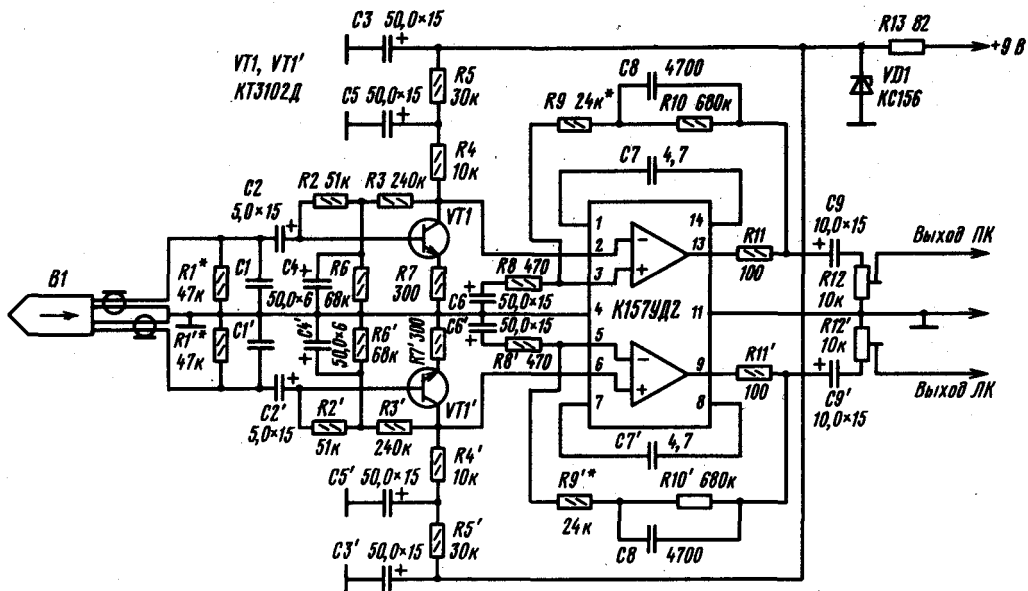 C3 50,0×15
R13 82
+9 В
VT1, VT1'
КТ3102Д
R5
30к
C8 4700
VD1
КС156
C5 50,0×15
R9 24к*
R10 680к
R4
10к
C7 4,7
C2
5,0×15
R2 51к
R3 240к
VT1
1
14
C9
10,0×15
2
13
R11
100
Выход ПК
В1
R1*
47к
C1
C4
50,0×6
R6
68к
R7
300
R8 470
3
C6
50,0×15
4
К157УД2
11
R12
10к
R1'*
47к
C1'
C4'
50,0×6
R6'
68к
R7' 300
C6'
50,0×15
R8' 470
5
6
9
R11'
100
R12'
10к
Выход ЛК
C9'
10,0×15
C2'
5,0×15
R2'
51к
R3'
240к
VT1'
7
8
C7' 4,7
R4'
10к
C5' 50,0×15
R9'*
24к
R10' 680к
R5'
30к
C8 4700
C3' 50,0×15